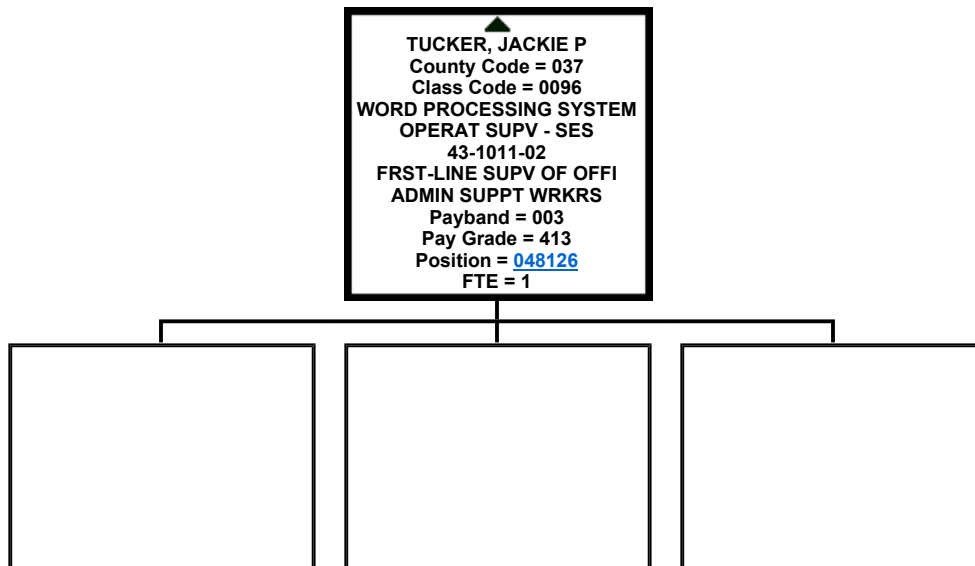 TUCKER, JACKIE P
County Code = 037
Class Code = 0096
WORD PROCESSING SYSTEM
OPERAT SUPV - SES
43-1011-02
FRST-LINE SUPV OF OFFI
ADMIN SUPPT WRKRS
Payband = 003
Pay Grade = 413
Position = 048126
FTE = 1